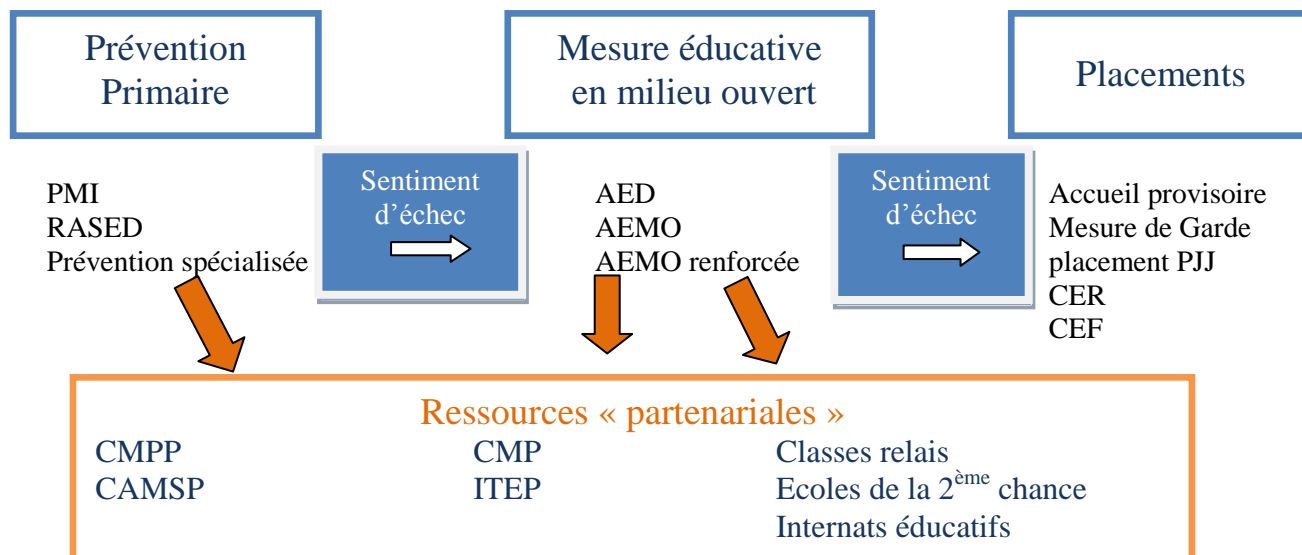 Prévention
Primaire
Mesure éducative
en milieu ouvert
Placements
PMI
RASED
Prévention spécialisée
Sentiment
d’échec
AED
AEMO
AEMO renforcée
Sentiment
d’échec
Accueil provisoire
Mesure de Garde
placement PJJ
CER
CEF
Ressources « partenariales »
CMPP
CAMSP
CMP
ITEP
Classes relais
Ecoles de la 2ème chance
Internats éducatifs